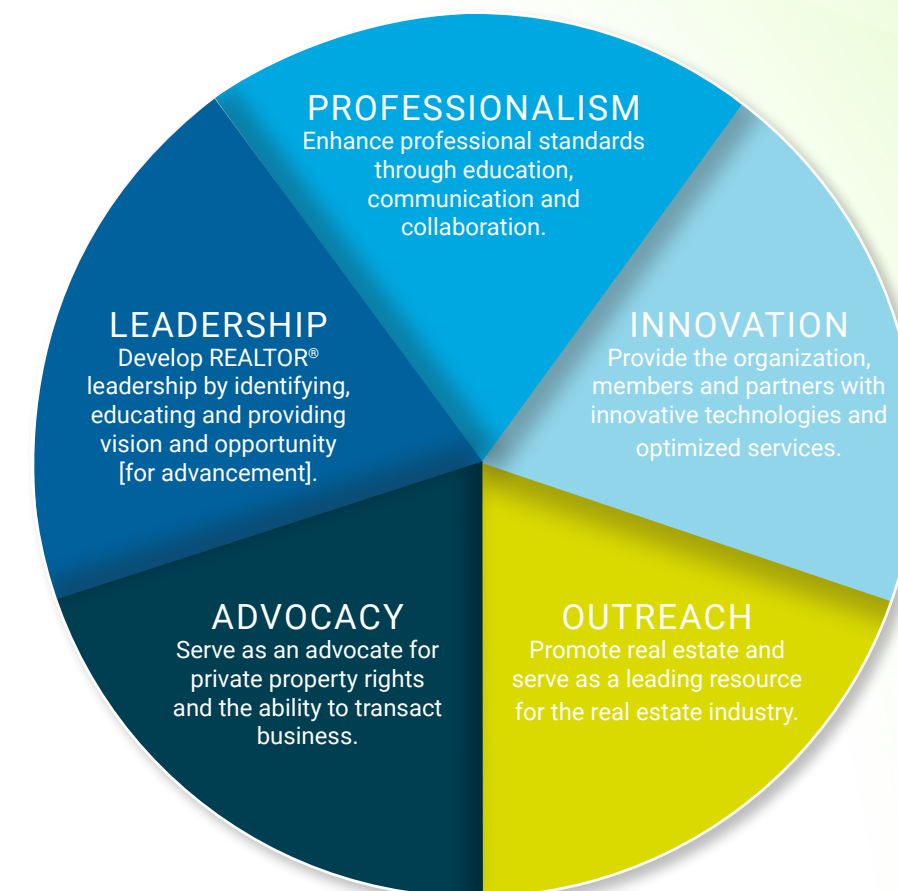 PROFESSIONALISM
Enhance professional standards
through education,
communication and
collaboration.
INNOVATION
Provide the organization,
members and partners with
innovative technologies and
optimized services.
OUTREACH
Promote real estate and
serve as a leading resource
for the real estate industry.
ADVOCACY
Serve as an advocate for
private property rights
and the ability to transact
business.
LEADERSHIP
Develop REALTOR®
leadership by identifying,
educating and providing
vision and opportunity
[for advancement].